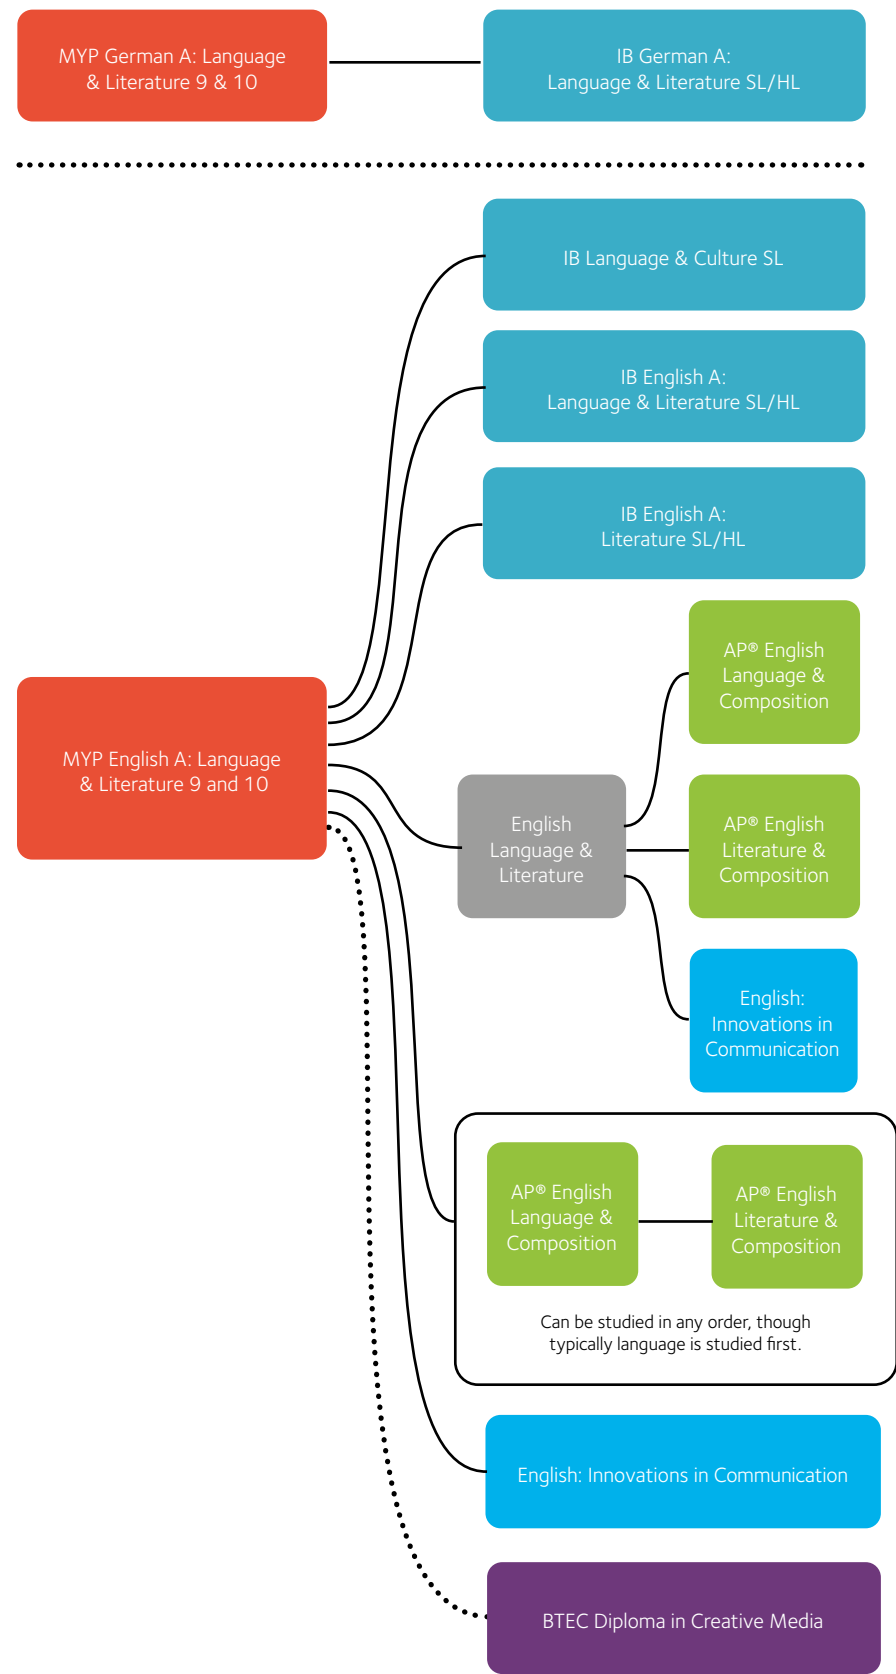 MYP German A: Language
& Literature 9 & 10
IB German A:
Language & Literature SL/HL
IB Language & Culture SL
IB English A:
Language & Literature SL/HL
IB English A:
Literature SL/HL
MYP English A: Language
& Literature 9 and 10
English
Language &
Literature
AP® English
Language &
Composition
AP® English
Literature &
Composition
English:
Innovations in
Communication
AP® English
Language &
Composition
AP® English
Literature &
Composition
Can be studied in any order, though
typically language is studied first.
English: Innovations in Communication
BTEC Diploma in Creative Media